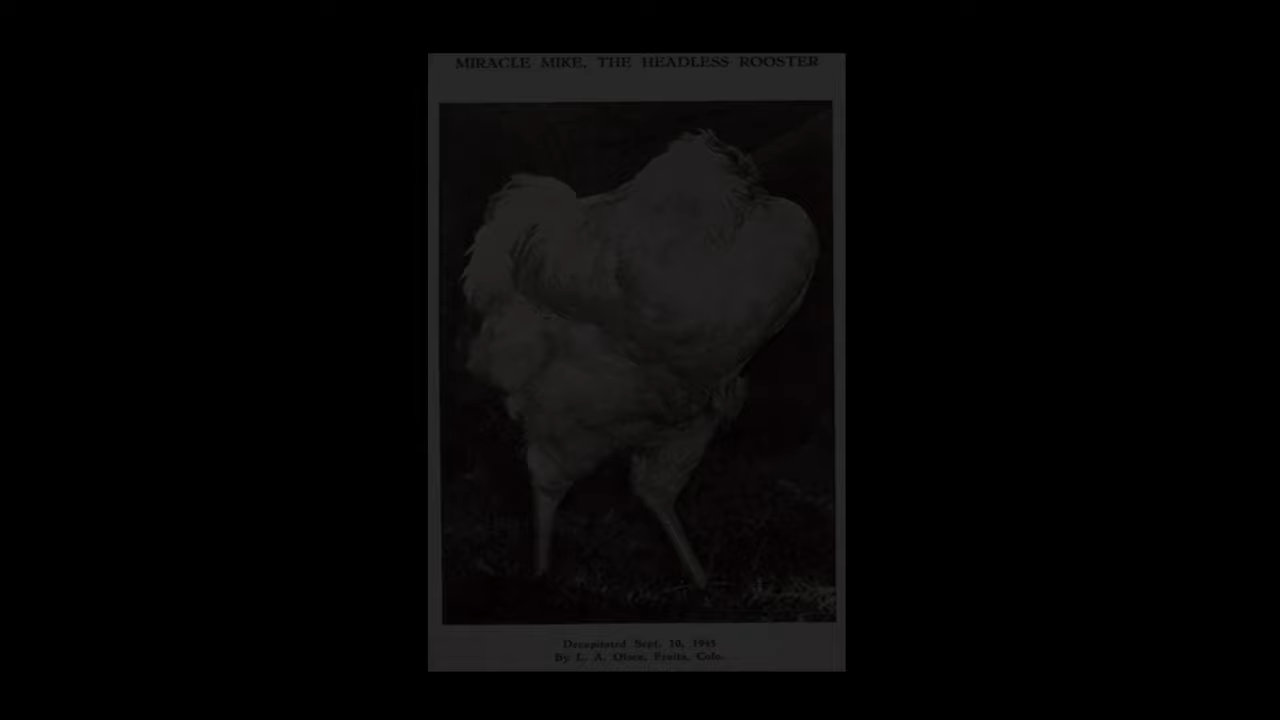 MIRACLE MIKE, THE HEADLESS ROOSTER
Decapitated Sept. 10, 1945
By L. A. Olsen, Fruita, Colo.